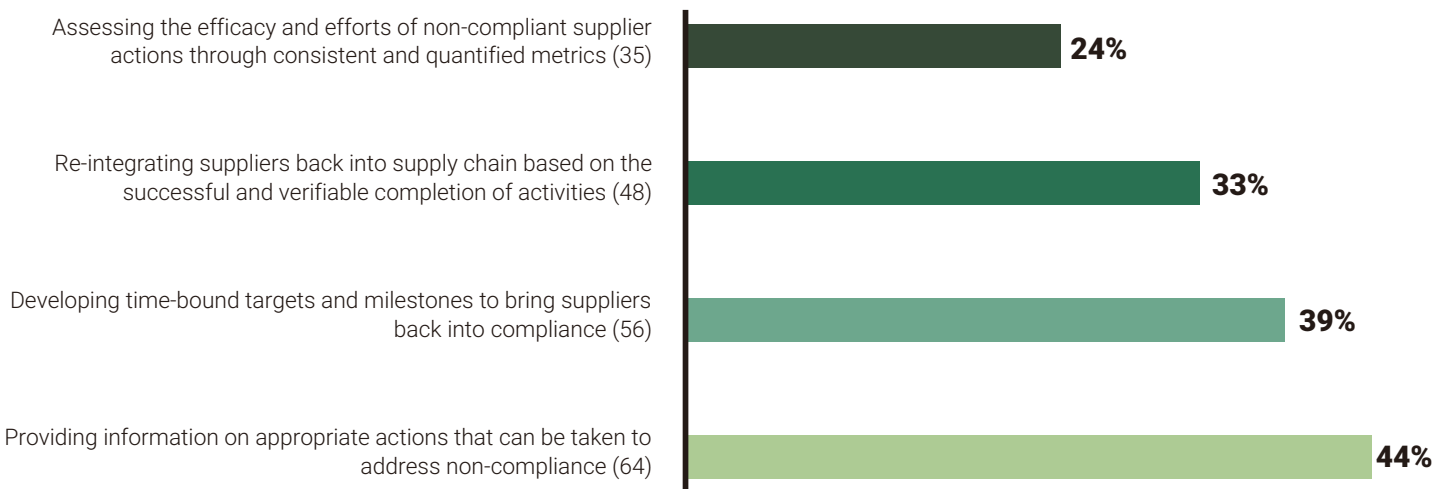 Assessing the efficacy and efforts of non-compliant supplier
actions through consistent and quantified metrics (35)
24%
Re-integrating suppliers back into supply chain based on the
successful and verifiable completion of activities (48)
33%
Developing time-bound targets and milestones to bring suppliers
back into compliance (56)
39%
Providing information on appropriate actions that can be taken to
address non-compliance (64)
44%